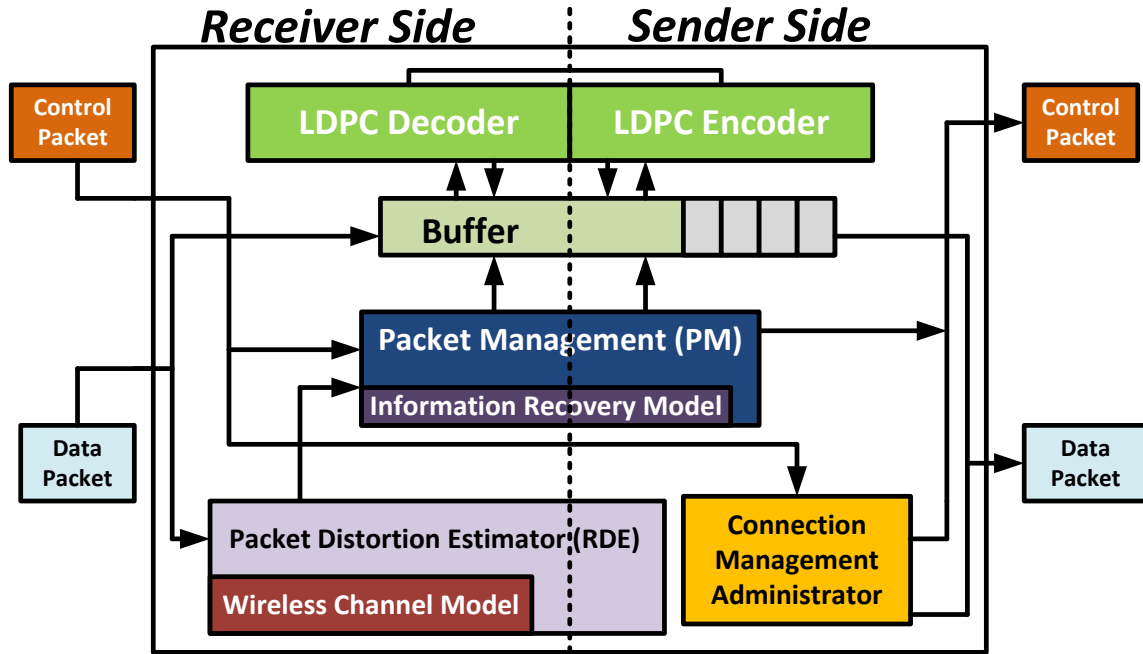 Receiver Side
Sender Side
Control
Packet
LDPC Decoder
LDPC Encoder
Control
Packet
Buffer
Packet Management (PM)
Information Recovery Model
Data
Packet
Data
Packet
Packet Distortion Estimator (RDE)
Wireless Channel Model
Connection
Management
Administrator